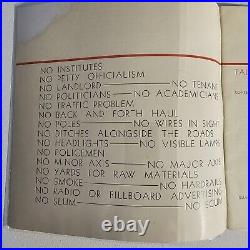 NO INSTITUTES
NO PETTY OFFICIALISM
NO LANDLORD——NO TENANT
NO POLITICIANS——NO ACADEMICIANS
NO TRAFFIC PROBLEM
NO BACK AND FORTH HAUL
NO POLES——NO WIRES IN SIGHT
NO DITCHES ALONGSIDE THE ROADS
NO HEADLIGHTS——NO VISIBLE LAMPS
NO POLICEMEN
NO MINOR AXIS——NO MAJOR AXIS
NO YARDS FOR RAW MATERIALS
NO SMOKE——NO HARDRAILS
NO RADIO OR BILLBOARD ADVERTISING
NO SLUM——NO SCUM